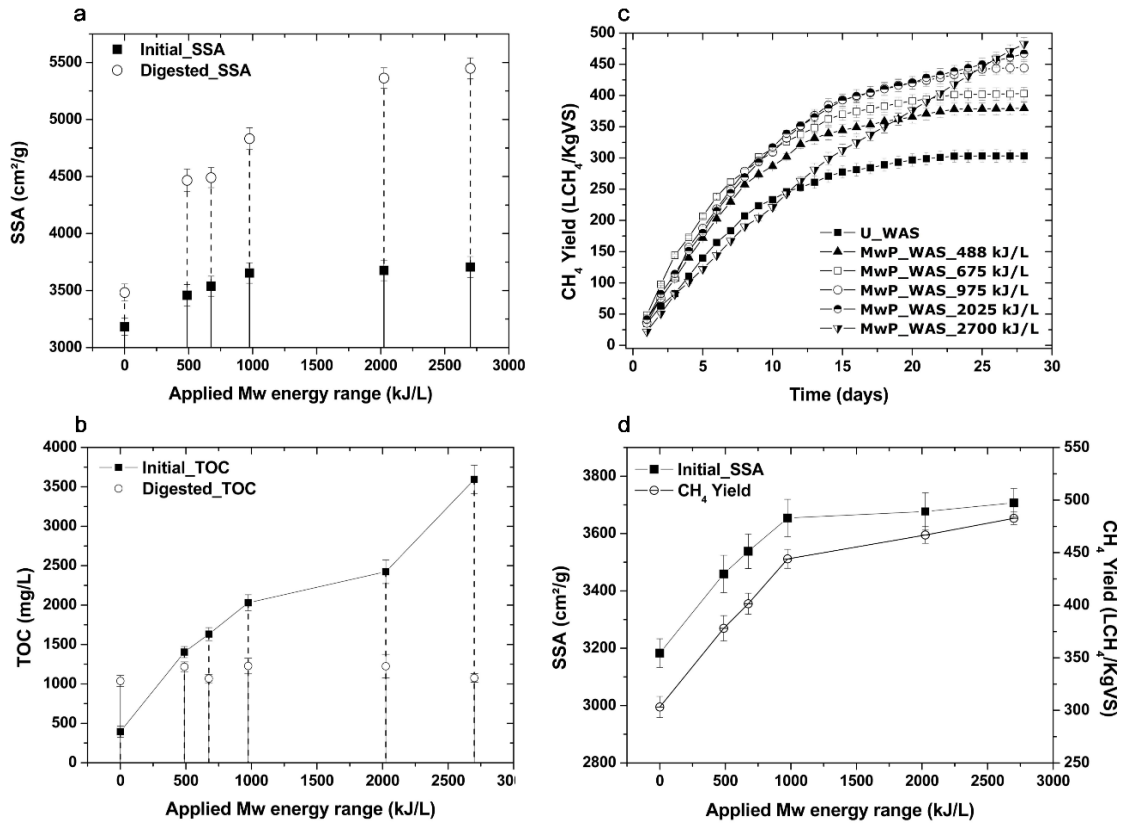 a
SSA (cm²/g)
5500
5000
4500
4000
3500
3000
Initial_SSA
Digested_SSA
0 500 1000 1500 2000 2500 3000
Applied Mw energy range (kJ/L)
c
CH₄ Yield (LCH₄/KgVS)
500
450
400
350
300
250
200
150
100
50
0
U_WAS
MwP_WAS_488 kJ/L
MwP_WAS_675 kJ/L
MwP_WAS_975 kJ/L
MwP_WAS_2025 kJ/L
MwP_WAS_2700 kJ/L
0 5 10 15 20 25 30
Time (days)
b
TOC (mg/L)
4000
3500
3000
2500
2000
1500
1000
500
0
Initial_TOC
Digested_TOC
0 500 1000 1500 2000 2500 300
Applied Mw energy range (kJ/L)
d
SSA (cm²/g)
3800
3600
3400
3200
3000
2800
Initial_SSA
CH₄ Yield
550
500
450
400
350
300
250
CH₄ Yield (LCH₄/KgVS)
0 500 1000 1500 2000 2500 3000
Applied Mw energy range (kJ/L)